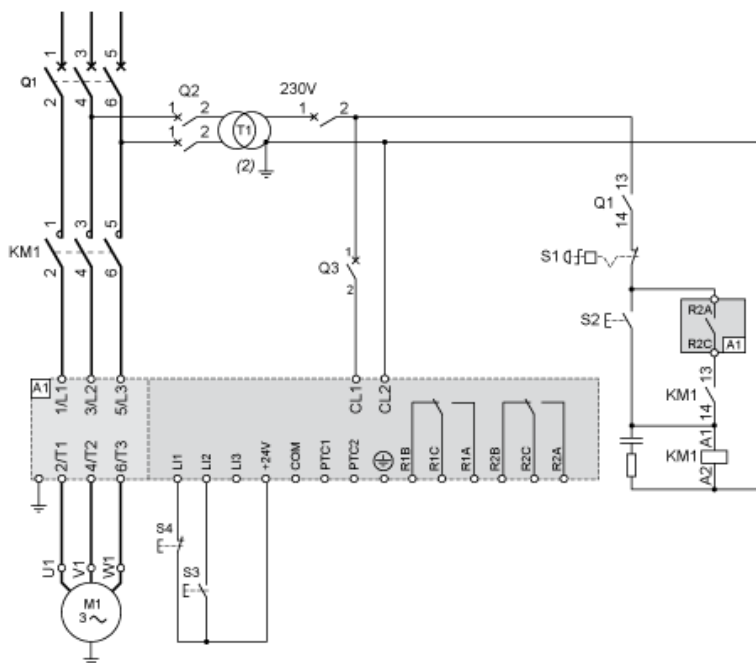 1 3 5
Q1
2 4 6
Q2
1 2
1 2
T1
(2)
230V
1 2
1 3 5
KM1
2 4 6
Q3
1
2
13
Q1
14
S1
S2
R2A
R2C
A1
13
KM1
14
A1
KM1
A2
A1
1/L1 3/L2 5/L3
CL1 CL2
2/T1 4/T2 6/T3
LI1 LI2 LI3 +24V COM PTC1 PTC2 R1B R1C R1A R2B R2C R2A
S4
S3
U1 V1 W1
M1
3